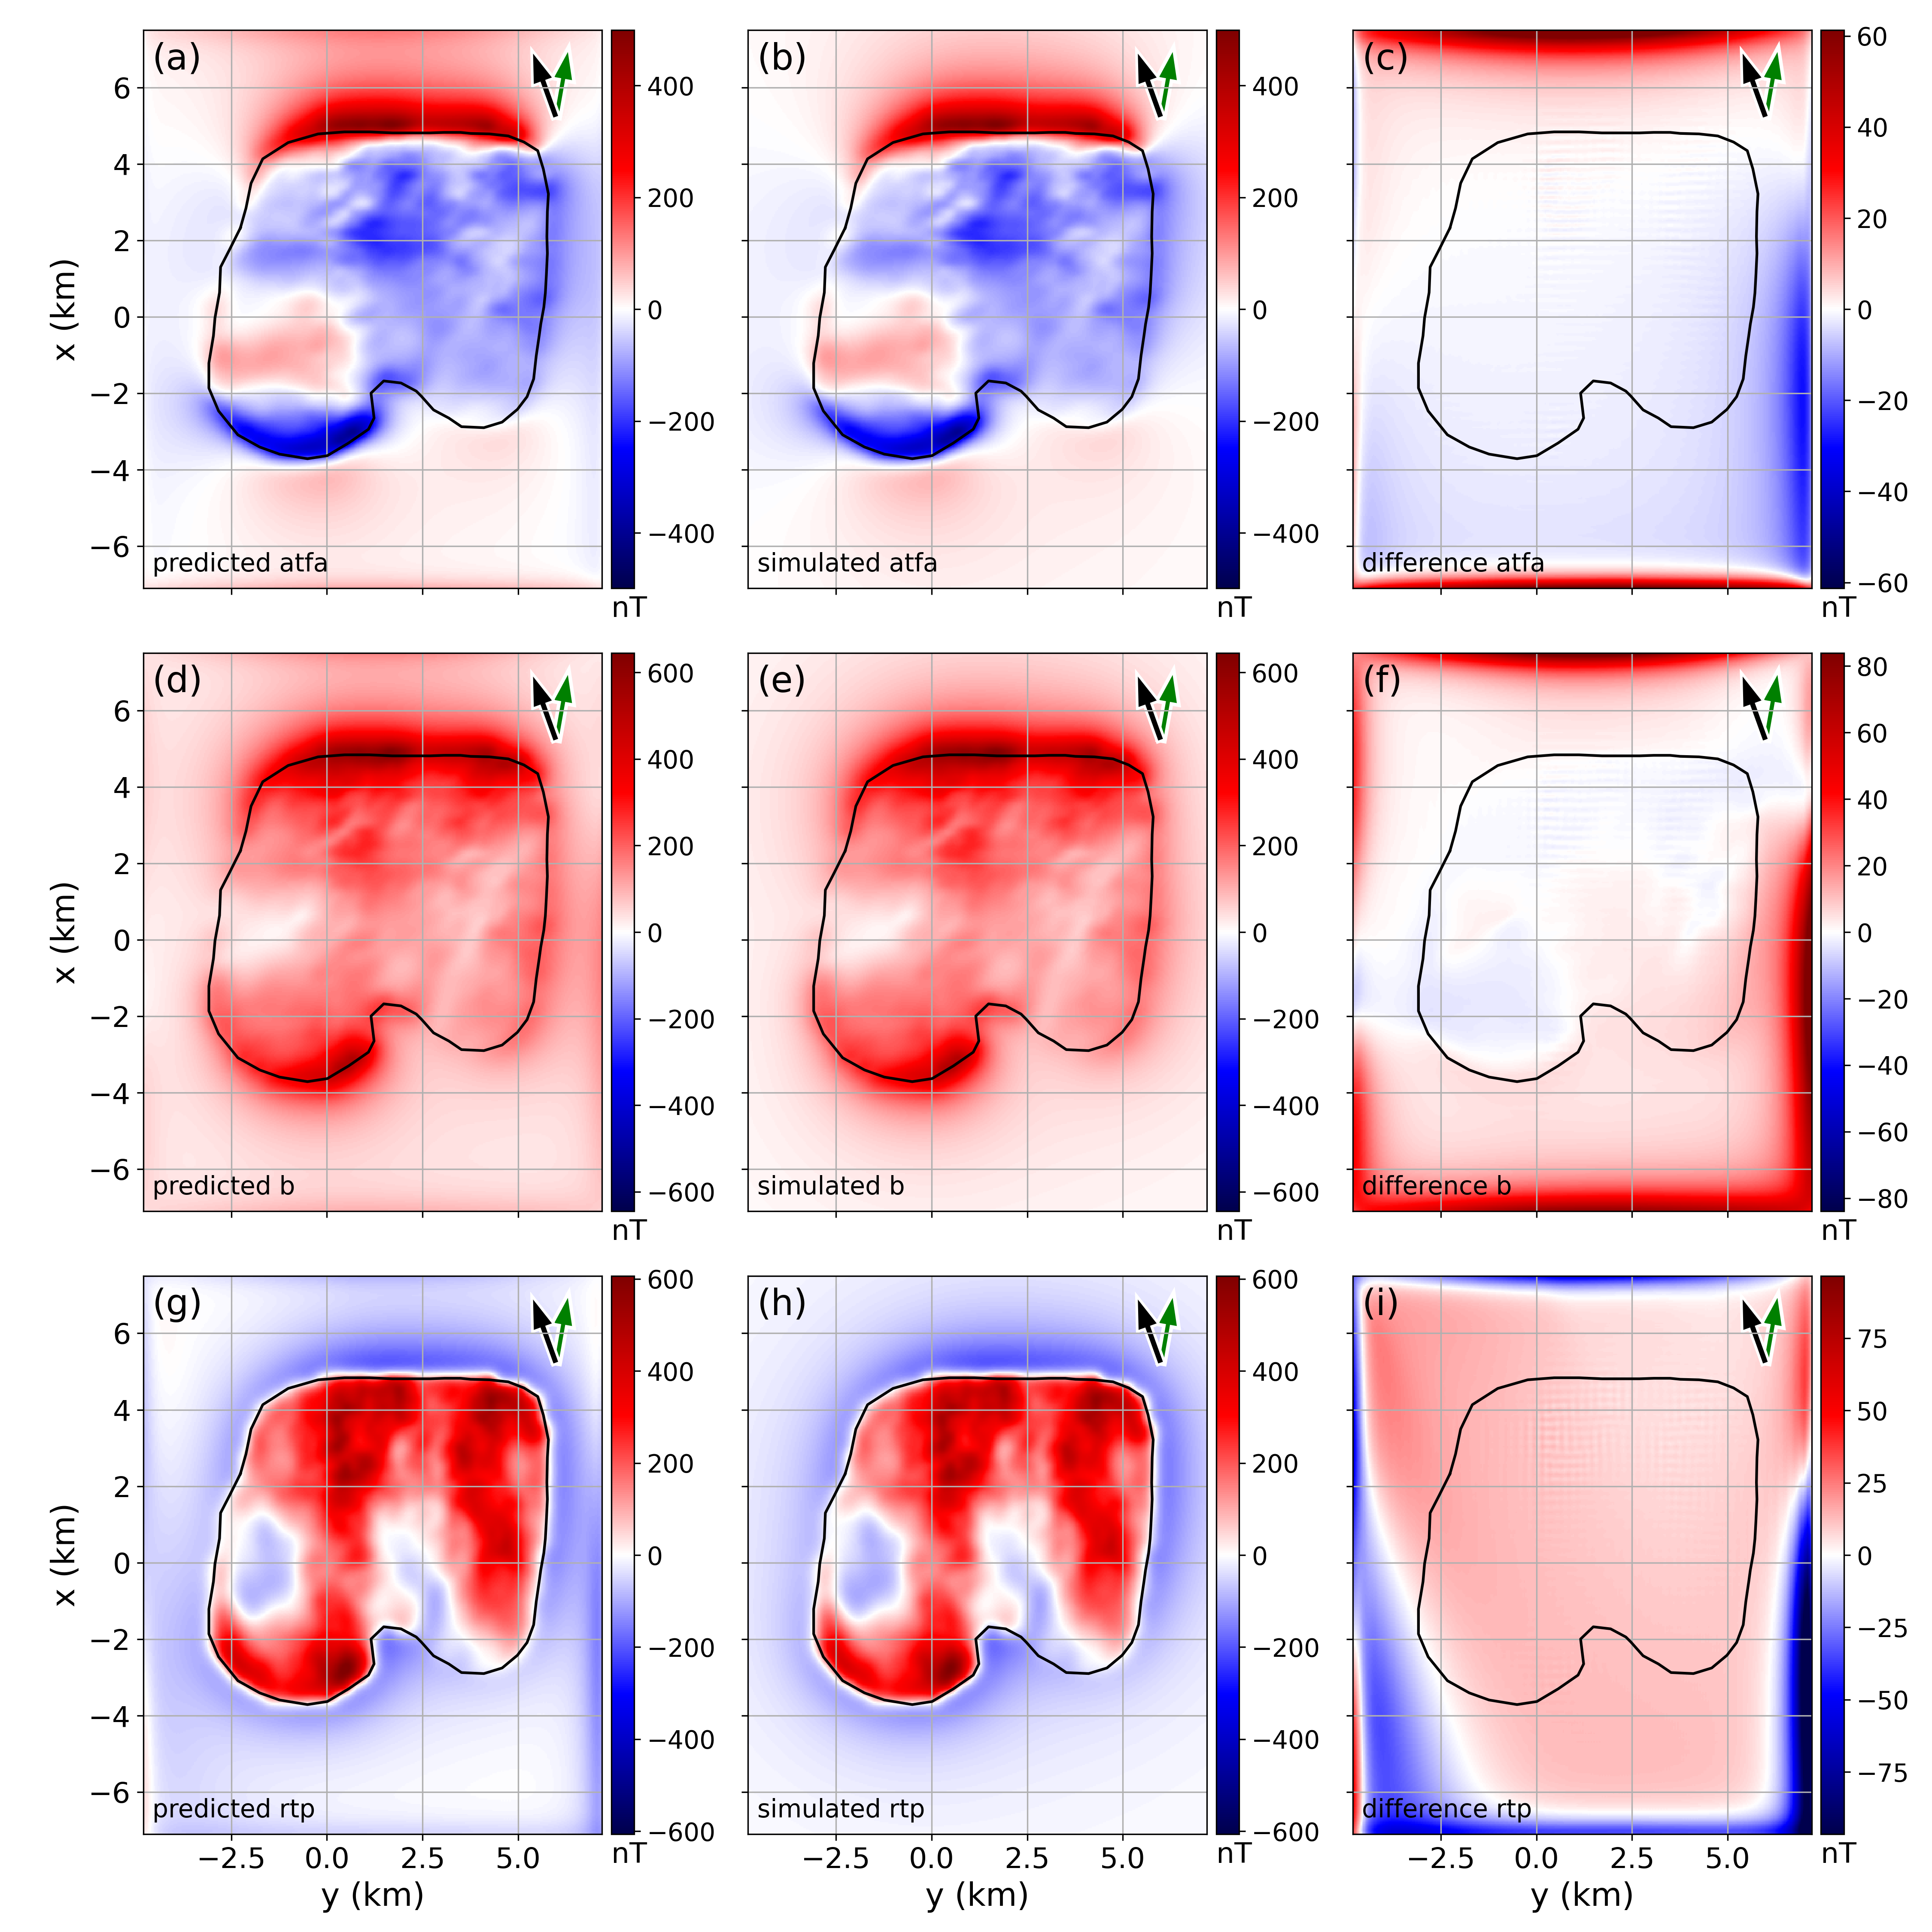 (a)
6
4
2
0
−2
−4
−6
x (km)
predicted atfa
400
200
0
−200
−400
nT
(b)
simulated atfa
400
200
0
−200
−400
nT
(c)
difference atfa
60
40
20
0
−20
−40
−60
nT
(d)
6
4
2
0
−2
−4
−6
x (km)
predicted b
600
400
200
0
−200
−400
−600
nT
(e)
simulated b
600
400
200
0
−200
−400
−600
nT
(f)
difference b
80
60
40
20
0
−20
−40
−60
−80
nT
(g)
6
4
2
0
−2
−4
−6
x (km)
predicted rtp
−2.5 0.0 2.5 5.0
y (km)
600
400
200
0
−200
−400
−600
nT
(h)
simulated rtp
−2.5 0.0 2.5 5.0
y (km)
600
400
200
0
−200
−400
−600
nT
(i)
difference rtp
−2.5 0.0 2.5 5.0
y (km)
75
50
25
0
−25
−50
−75
nT